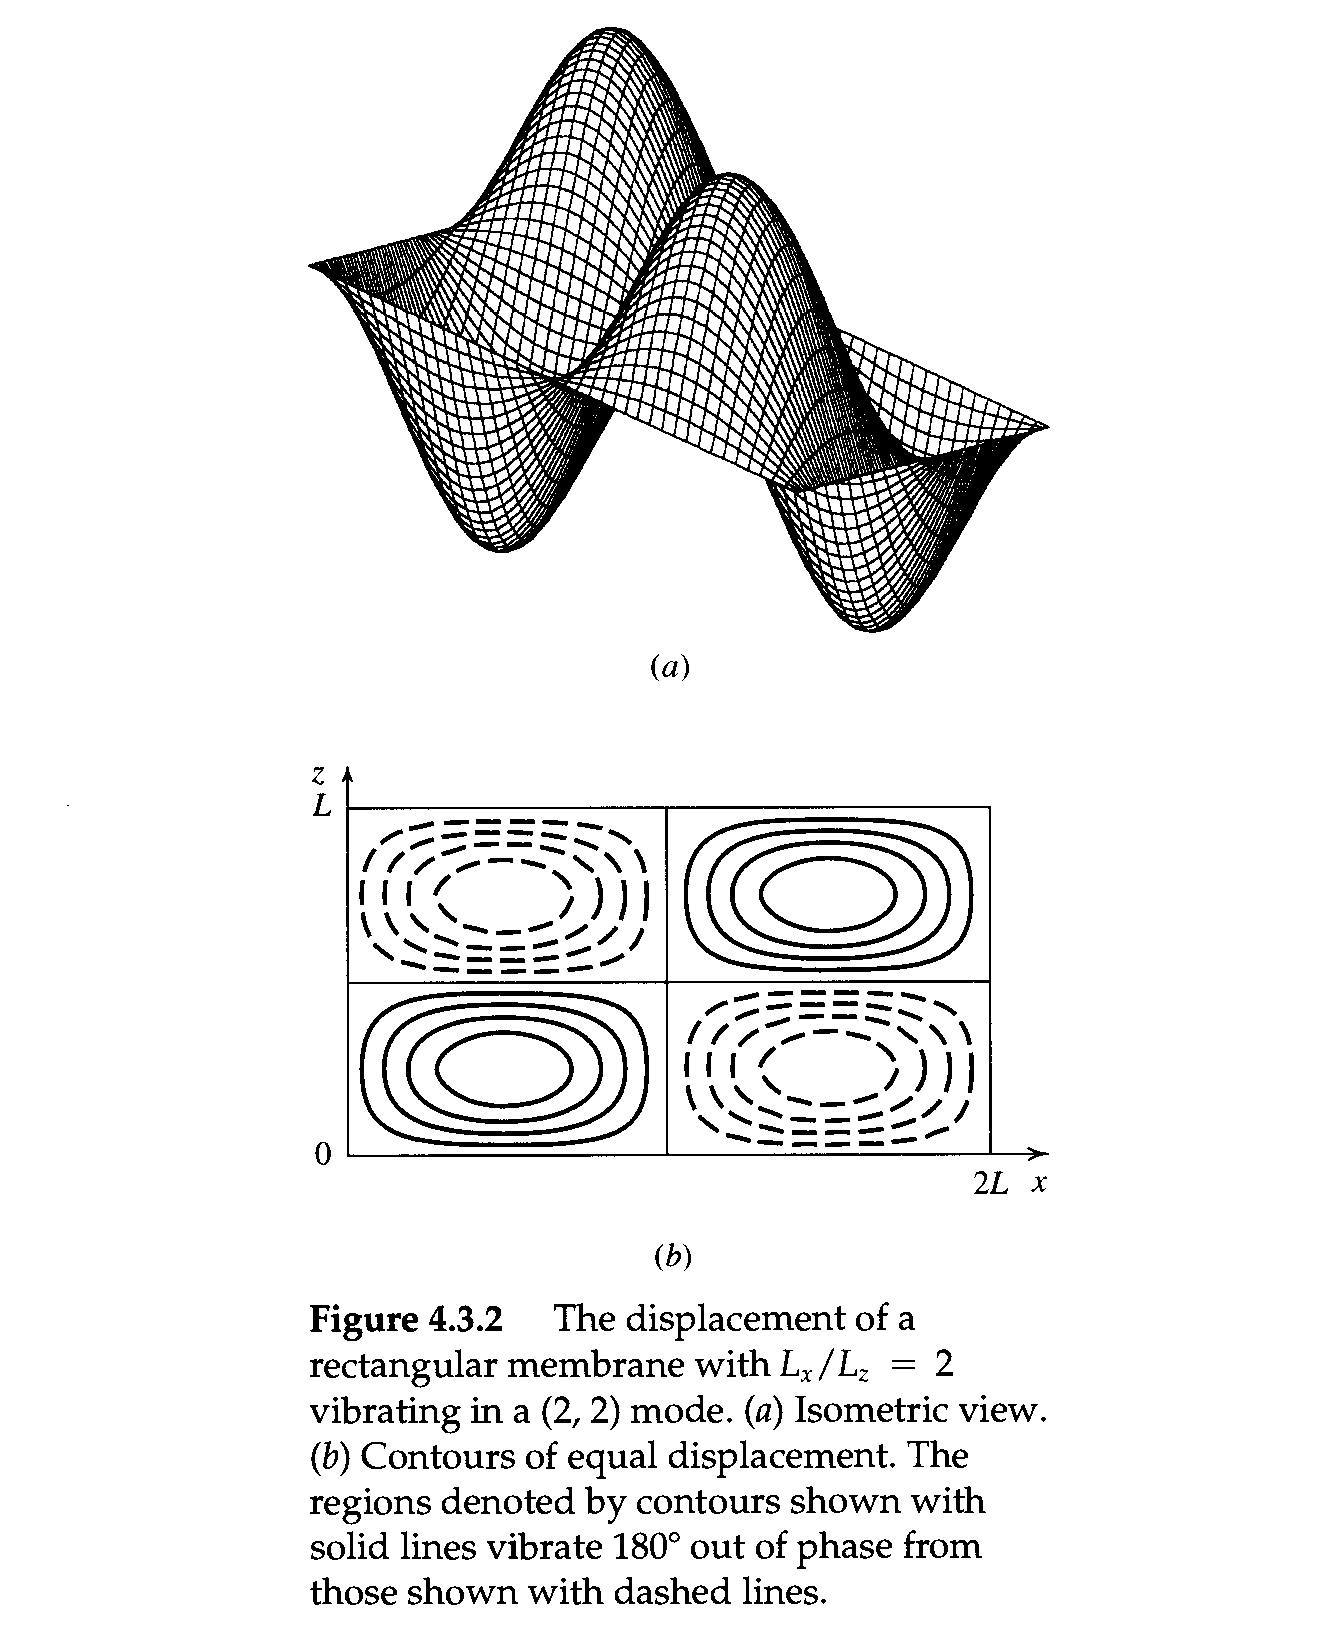 (a)
z
L
0
2L x
(b)
Figure 4.3.2 The displacement of a
rectangular membrane with Lₓ/L_z = 2
vibrating in a (2, 2) mode. (a) Isometric view.
(b) Contours of equal displacement. The
regions denoted by contours shown with
solid lines vibrate 180° out of phase from
those shown with dashed lines.